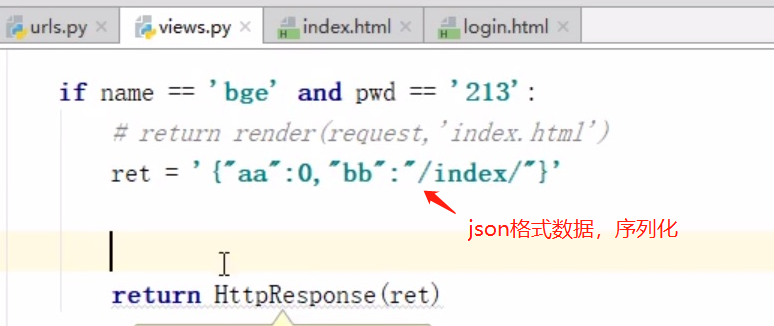 urls.py × views.py × index.html × login.html ×
if name == 'bge' and pwd == '213':
# return render(request,'index.html')
ret = '{"aa":0,"bb":"/index/"}'
json格式数据，序列化
return HttpResponse(ret)